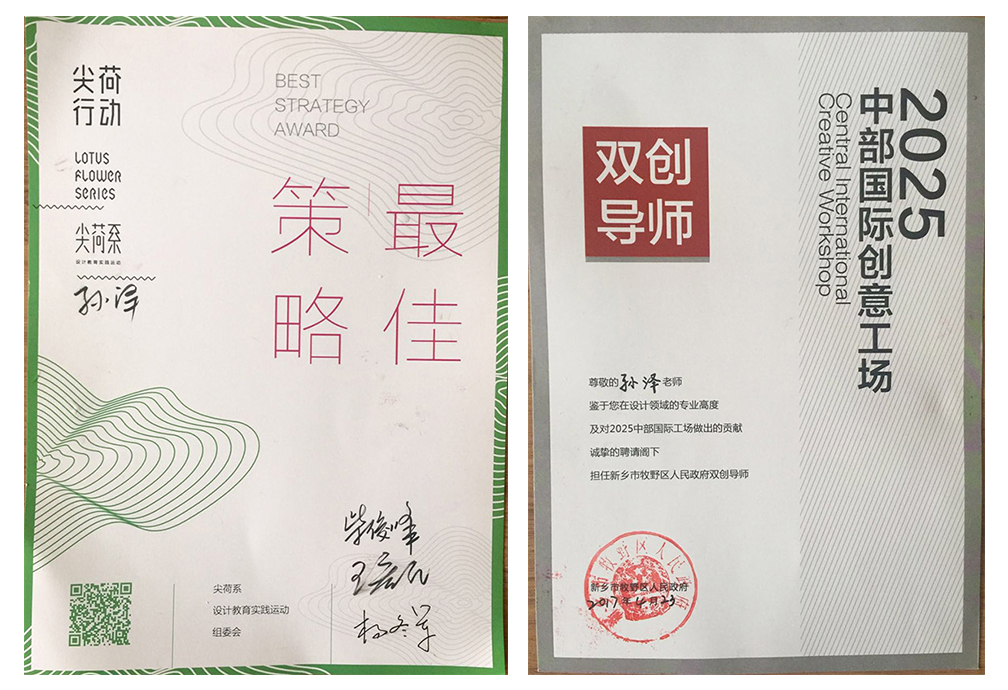 尖荷
行动
LOTUS
FLOWER
SERIES
尖荷系
设计教育实践运动
孙泽
BEST
STRATEGY
AWARD
最佳
策略
柴俊峰
杨冬军
尖荷系
设计教育实践运动
组委会
2025
中部国际创意工场
Central International
Creative Workshop
双创
导师
尊敬的孙泽老师
鉴于您在设计领域的专业高度
及对2025中部国际工场做出的贡献
诚挚的聘请阁下
担任新乡市牧野区人民政府双创导师
新乡市牧野区人民政府